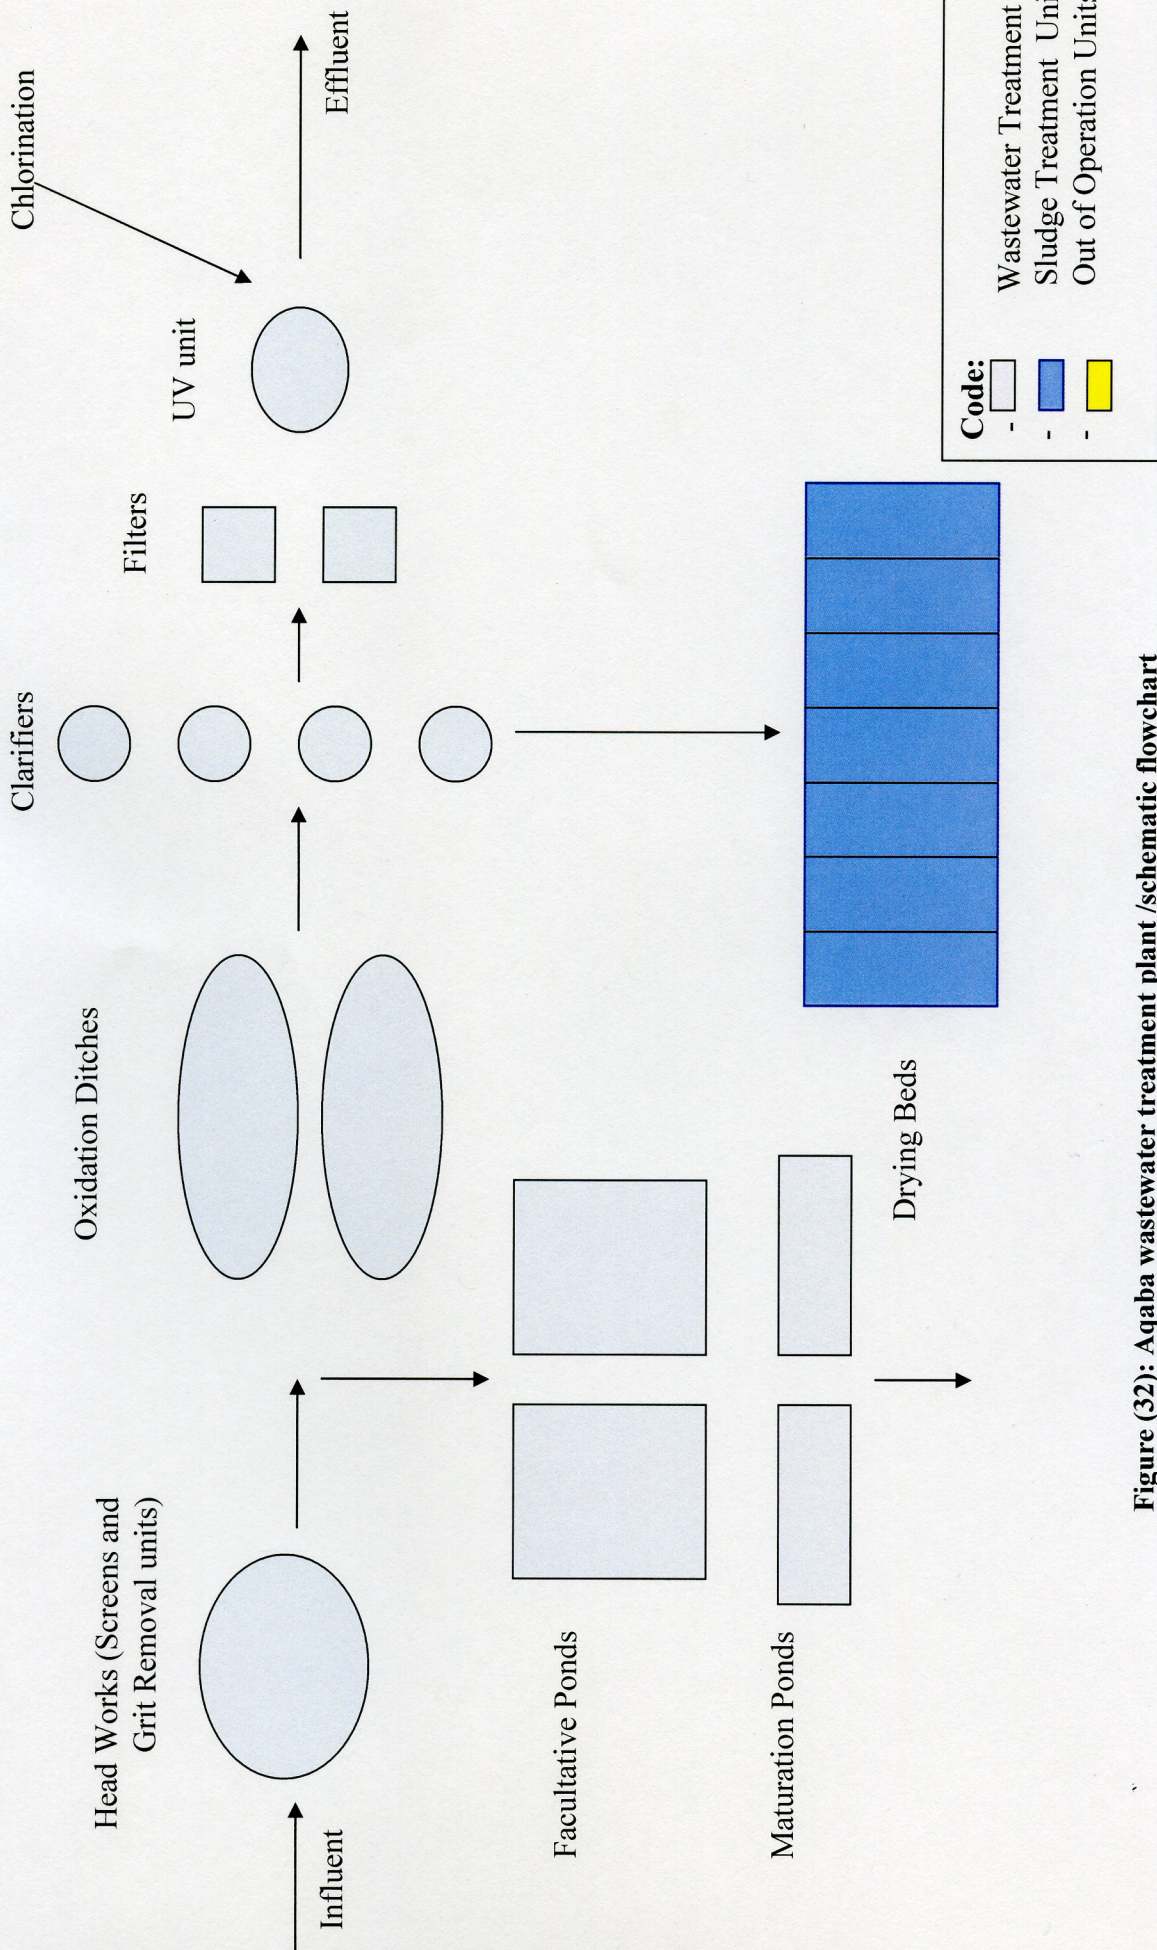 Chlorination
Clarifiers
Oxidation Ditches
Head Works (Screens and
Grit Removal units)
Filters
UV unit
Influent
Effluent
Facultative Ponds
Maturation Ponds
Drying Beds
Code:
- Wastewater Treatment
- Sludge Treatment Uni
- Out of Operation Units
Figure (32): Aqaba wastewater treatment plant /schematic flowchart